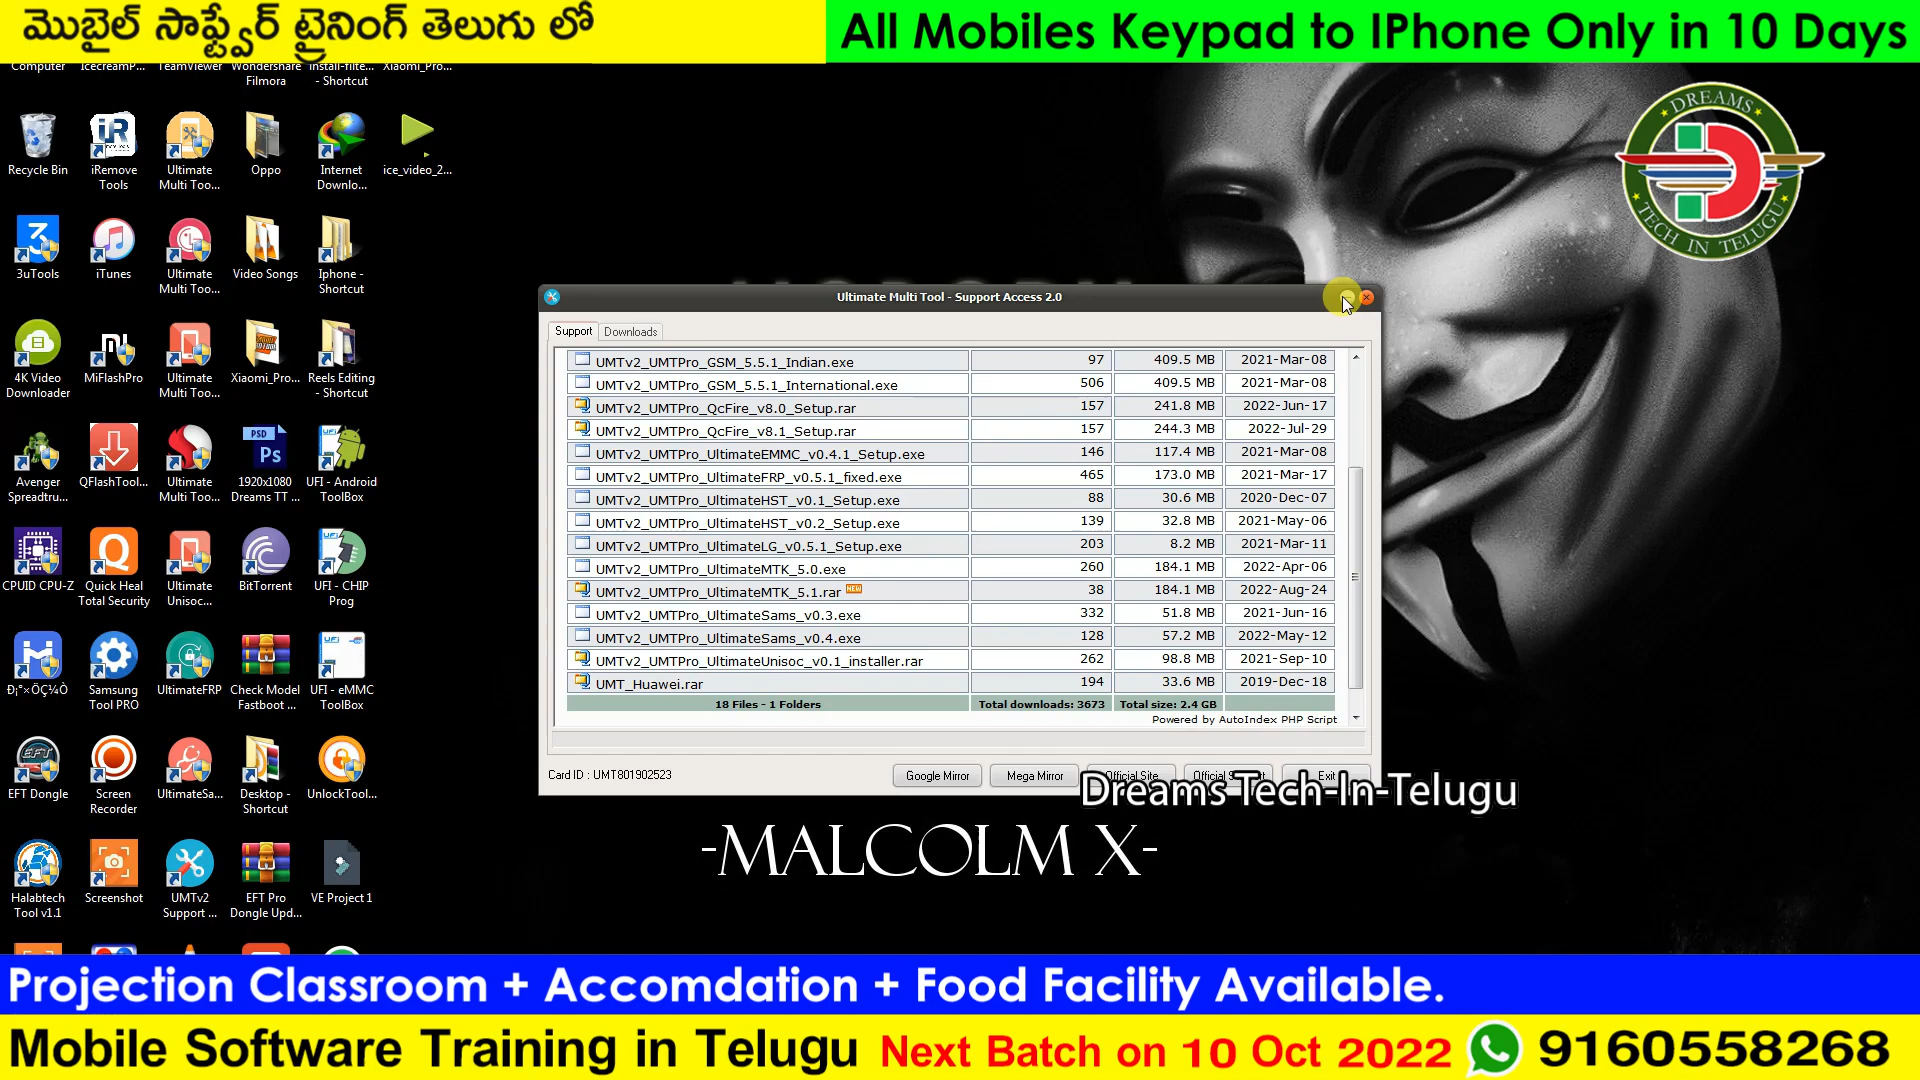 మొబైల్ సాఫ్ట్వేర్ ట్రైనింగ్ తెలుగు లో
All Mobiles Keypad to IPhone Only in 10 Days
Computer
IcecreamP...
TeamViewer
Wondershare
Filmora
install-filte...
- Shortcut
Xiaomi_Pro...
DREAMS
TECH IN TELUGU
Recycle Bin
iRemove
Tools
Ultimate
Multi Too...
Oppo
Internet
Downlo...
ice_video_2...
3uTools
iTunes
Ultimate
Multi Too...
Video Songs
Iphone -
Shortcut
4K Video
Downloader
MiFlashPro
Ultimate
Multi Too...
Xiaomi_Pro...
Reels Editing
- Shortcut
Avenger
Spreadtru...
QFlashTool...
Ultimate
Multi Too...
1920x1080
Dreams TT ...
UFI - Android
ToolBox
CPUID CPU-Z
Quick Heal
Total Security
Ultimate
Unisoc...
BitTorrent
UFI - CHIP
Prog
Ð¡°×ÖÇ¼Ò
Samsung
Tool PRO
UltimateFRP
Check Model
Fastboot ...
UFI - eMMC
ToolBox
EFT Dongle
Screen
Recorder
UltimateSa...
Desktop -
Shortcut
UnlockTool...
Halabtech
Tool v1.1
Screenshot
UMTv2
Support ...
EFT Pro
Dongle Upd...
VE Project 1
Ultimate Multi Tool - Support Access 2.0
Support Downloads
UMTv2_UMTPro_GSM_5.5.1_Indian.exe 97 409.5 MB 2021-Mar-08
UMTv2_UMTPro_GSM_5.5.1_International.exe 506 409.5 MB 2021-Mar-08
UMTv2_UMTPro_QcFire_v8.0_Setup.rar 157 241.8 MB 2022-Jun-17
UMTv2_UMTPro_QcFire_v8.1_Setup.rar 157 244.3 MB 2022-Jul-29
UMTv2_UMTPro_UltimateEMMC_v0.4.1_Setup.exe 146 117.4 MB 2021-Mar-08
UMTv2_UMTPro_UltimateFRP_v0.5.1_fixed.exe 465 173.0 MB 2021-Mar-17
UMTv2_UMTPro_UltimateHST_v0.1_Setup.exe 88 30.6 MB 2020-Dec-07
UMTv2_UMTPro_UltimateHST_v0.2_Setup.exe 139 32.8 MB 2021-May-06
UMTv2_UMTPro_UltimateLG_v0.5.1_Setup.exe 203 8.2 MB 2021-Mar-11
UMTv2_UMTPro_UltimateMTK_5.0.exe 260 184.1 MB 2022-Apr-06
UMTv2_UMTPro_UltimateMTK_5.1.rar NEW 38 184.1 MB 2022-Aug-24
UMTv2_UMTPro_UltimateSams_v0.3.exe 332 51.8 MB 2021-Jun-16
UMTv2_UMTPro_UltimateSams_v0.4.exe 128 57.2 MB 2022-May-12
UMTv2_UMTPro_UltimateUnisoc_v0.1_installer.rar 262 98.8 MB 2021-Sep-10
UMT_Huawei.rar 194 33.6 MB 2019-Dec-18
18 Files - 1 Folders Total downloads: 3673 Total size: 2.4 GB
Powered by AutoIndex PHP Script
Card ID : UMT801902523 Google Mirror Mega Mirror Official Site Exit
Dreams Tech-In-Telugu
-MALCOLM X-
Projection Classroom + Accomdation + Food Facility Available.
Mobile Software Training in Telugu Next Batch on 10 Oct 2022 9160558268